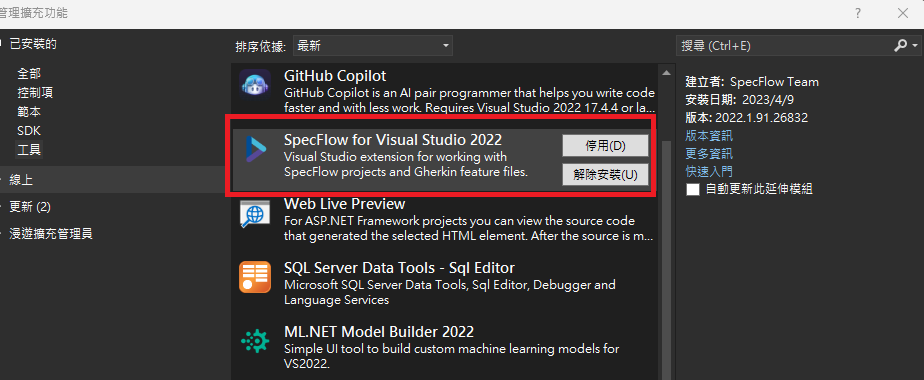 管理擴充功能
?
已安裝的
全部
控制項
範本
SDK
工具
線上
更新 (2)
漫遊擴充管理員
排序依據: 最新
GitHub Copilot
GitHub Copilot is an AI pair programmer that helps you write code
faster and with less work. Requires Visual Studio 2022 17.4.4 or la...
SpecFlow for Visual Studio 2022
Visual Studio extension for working with
SpecFlow projects and Gherkin feature files.
停用(D)
解除安裝(U)
Web Live Preview
For ASP.NET Framework projects you can view the source code
that generated the selected HTML element. After the source is m...
SQL Server Data Tools - Sql Editor
Microsoft SQL Server Data Tools, Sql Editor, Debugger and
Language Services
ML.NET Model Builder 2022
Simple UI tool to build custom machine learning models for
VS2022.
搜尋 (Ctrl+E)
建立者: SpecFlow Team
安裝日期: 2023/4/9
版本: 2022.1.91.26832
版本資訊
更多資訊
快速入門
自動更新此延伸模組